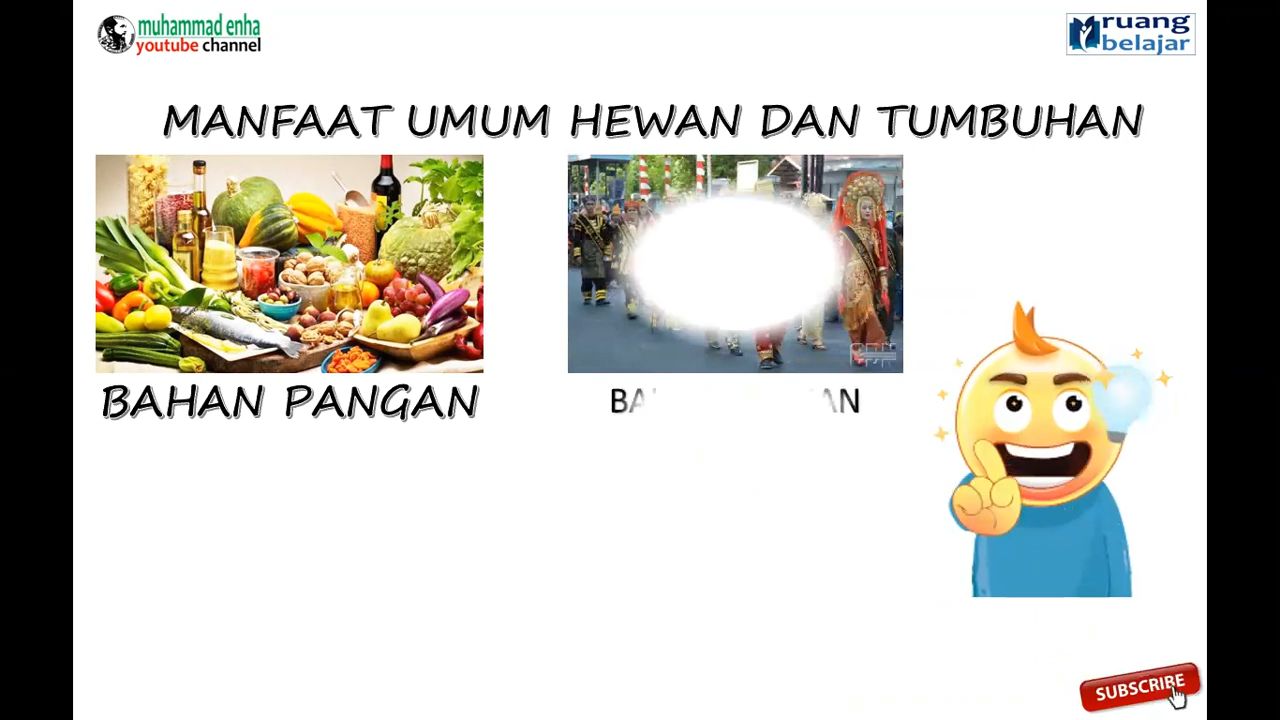 muhammad enha
youtube channel
ruang
belajar
MANFAAT UMUM HEWAN DAN TUMBUHAN
BAHAN PANGAN
SUBSCRIBE